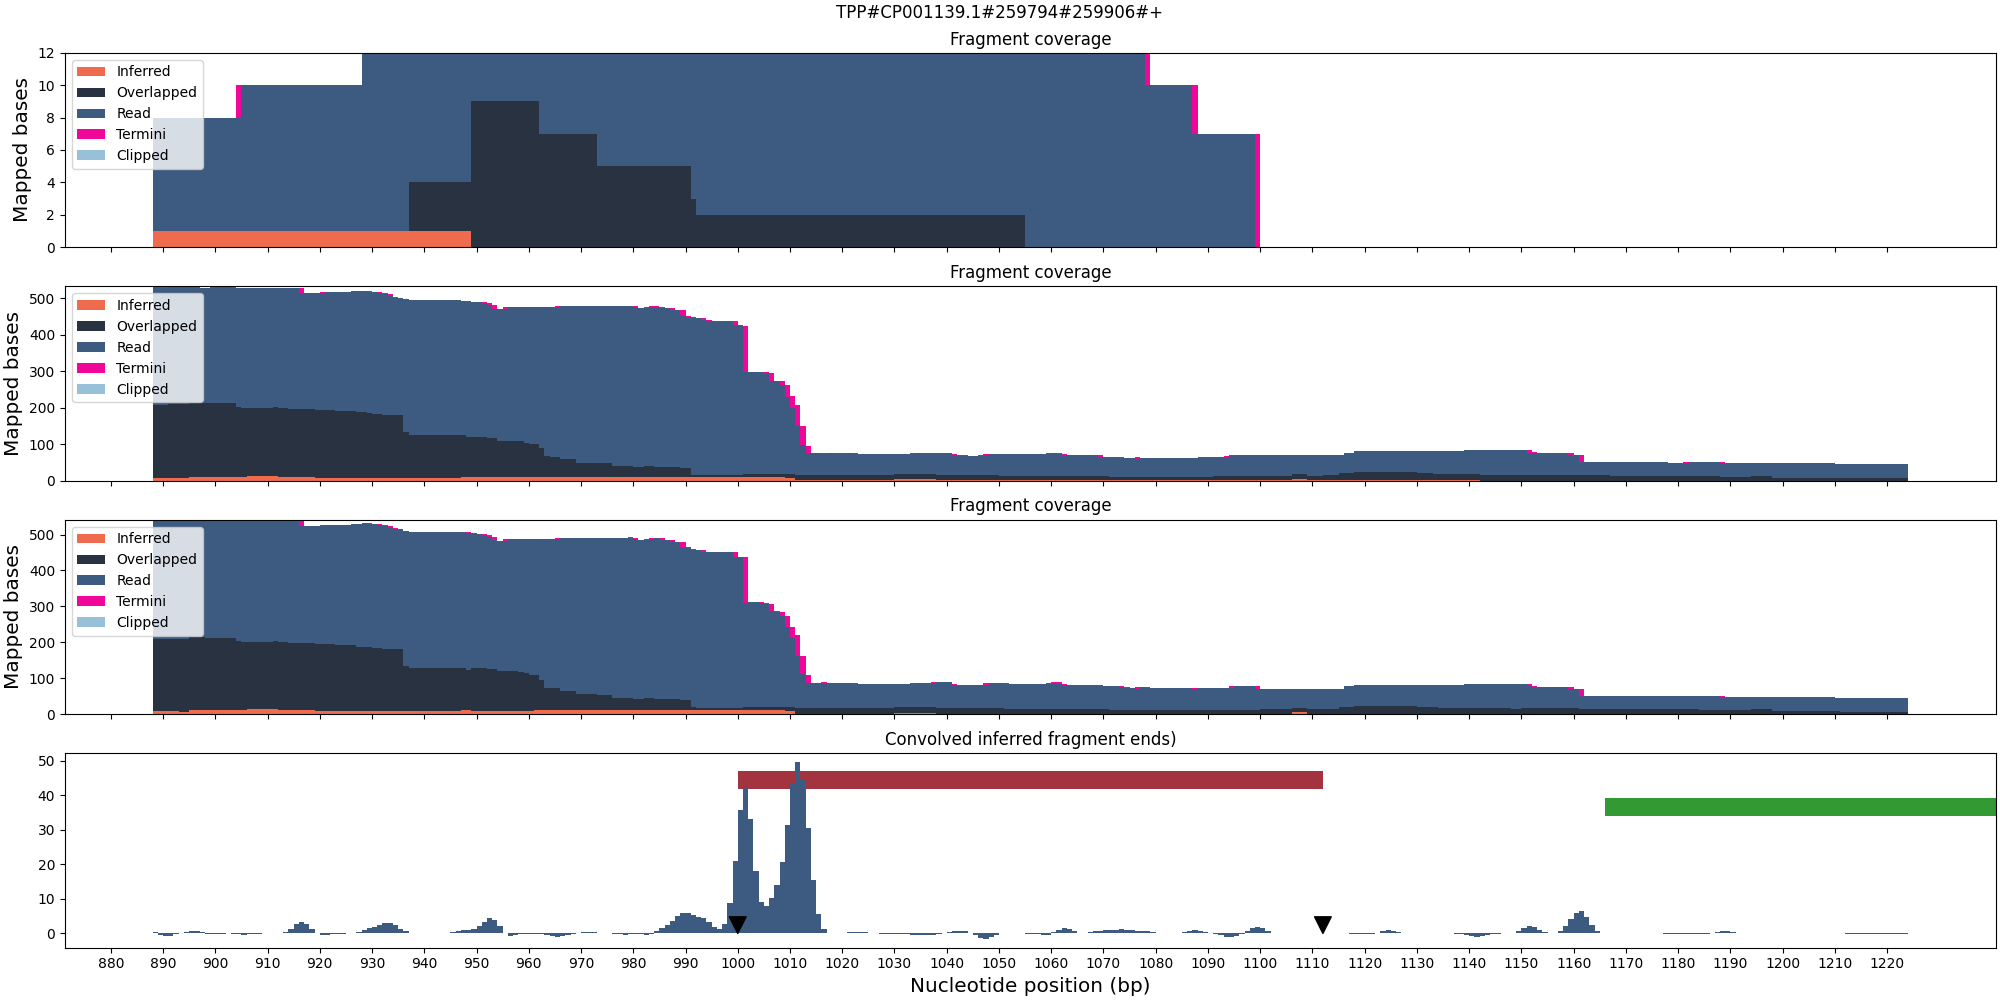 TPP#CP001139.1#259794#259906#+
Fragment coverage
Mapped bases
12
10
8
6
4
2
0
Inferred
Overlapped
Read
Termini
Clipped
Fragment coverage
Mapped bases
500
400
300
200
100
0
Inferred
Overlapped
Read
Termini
Clipped
Fragment coverage
Mapped bases
500
400
300
200
100
0
Inferred
Overlapped
Read
Termini
Clipped
Convolved inferred fragment ends)
50
40
30
20
10
0
880 890 900 910 920 930 940 950 960 970 980 990 1000 1010 1020 1030 1040 1050 1060 1070 1080 1090 1100 1110 1120 1130 1140 1150 1160 1170 1180 1190 1200 1210 1220
Nucleotide position (bp)